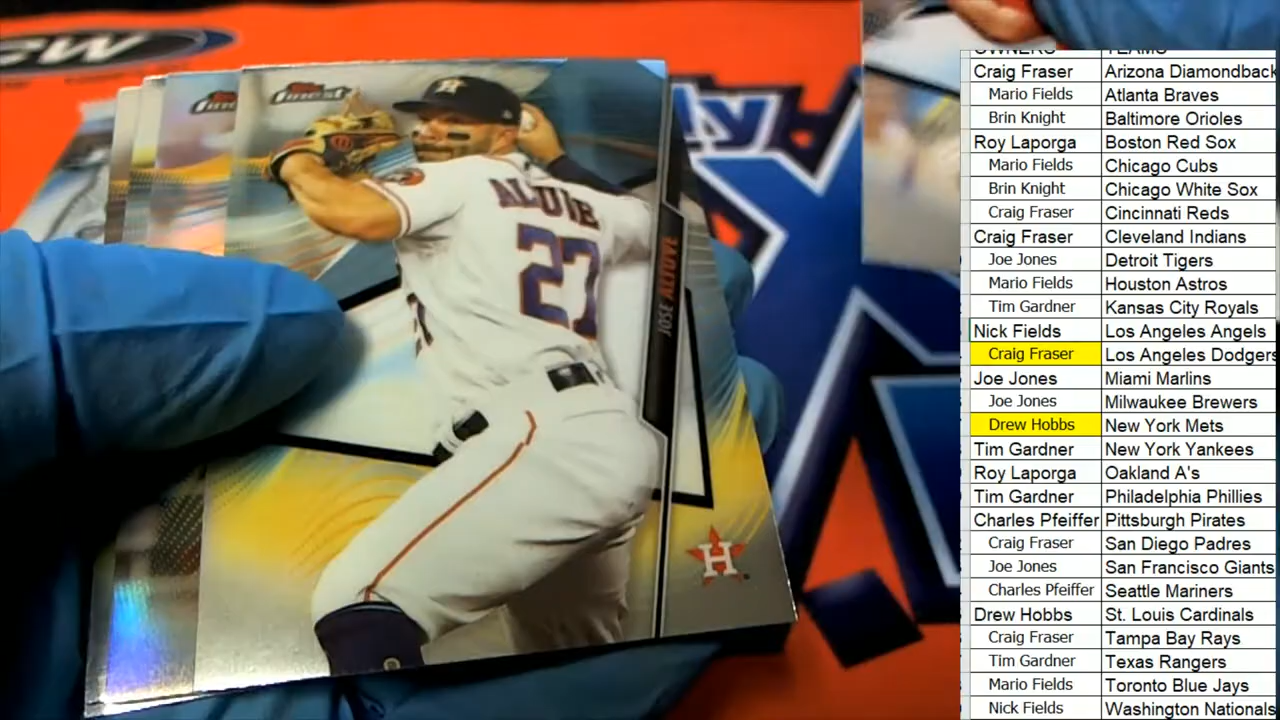 CW
Topps
fin
Topps
finest
H
ALTUVE
27
JOSE ALTUVE
H
ly
OWNERS TEAMS
Craig Fraser Arizona Diamondback
Mario Fields Atlanta Braves
Brin Knight Baltimore Orioles
Roy Laporga Boston Red Sox
Mario Fields Chicago Cubs
Brin Knight Chicago White Sox
Craig Fraser Cincinnati Reds
Craig Fraser Cleveland Indians
Joe Jones Detroit Tigers
Mario Fields Houston Astros
Tim Gardner Kansas City Royals
Nick Fields Los Angeles Angels
Craig Fraser Los Angeles Dodgers
Joe Jones Miami Marlins
Joe Jones Milwaukee Brewers
Drew Hobbs New York Mets
Tim Gardner New York Yankees
Roy Laporga Oakland A's
Tim Gardner Philadelphia Phillies
Charles Pfeiffer Pittsburgh Pirates
Craig Fraser San Diego Padres
Joe Jones San Francisco Giants
Charles Pfeiffer Seattle Mariners
Drew Hobbs St. Louis Cardinals
Craig Fraser Tampa Bay Rays
Tim Gardner Texas Rangers
Mario Fields Toronto Blue Jays
Nick Fields Washington Nationals